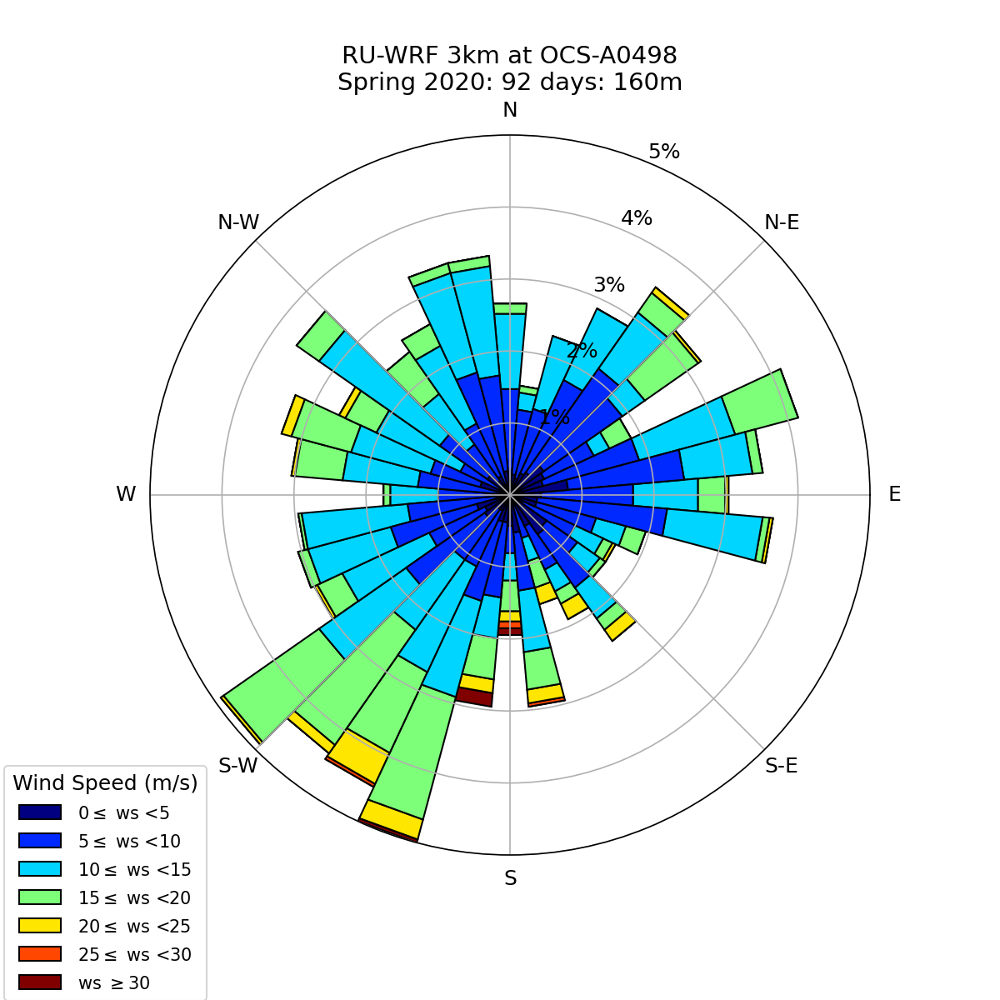 RU-WRF 3km at OCS-A0498
Spring 2020: 92 days: 160m
N
5%
N-W
4%
N-E
3%
2%
1%
W
E
S-W
S-E
S
Wind Speed (m/s)
0≤ ws <5
5≤ ws <10
10≤ ws <15
15≤ ws <20
20≤ ws <25
25≤ ws <30
ws ≥30